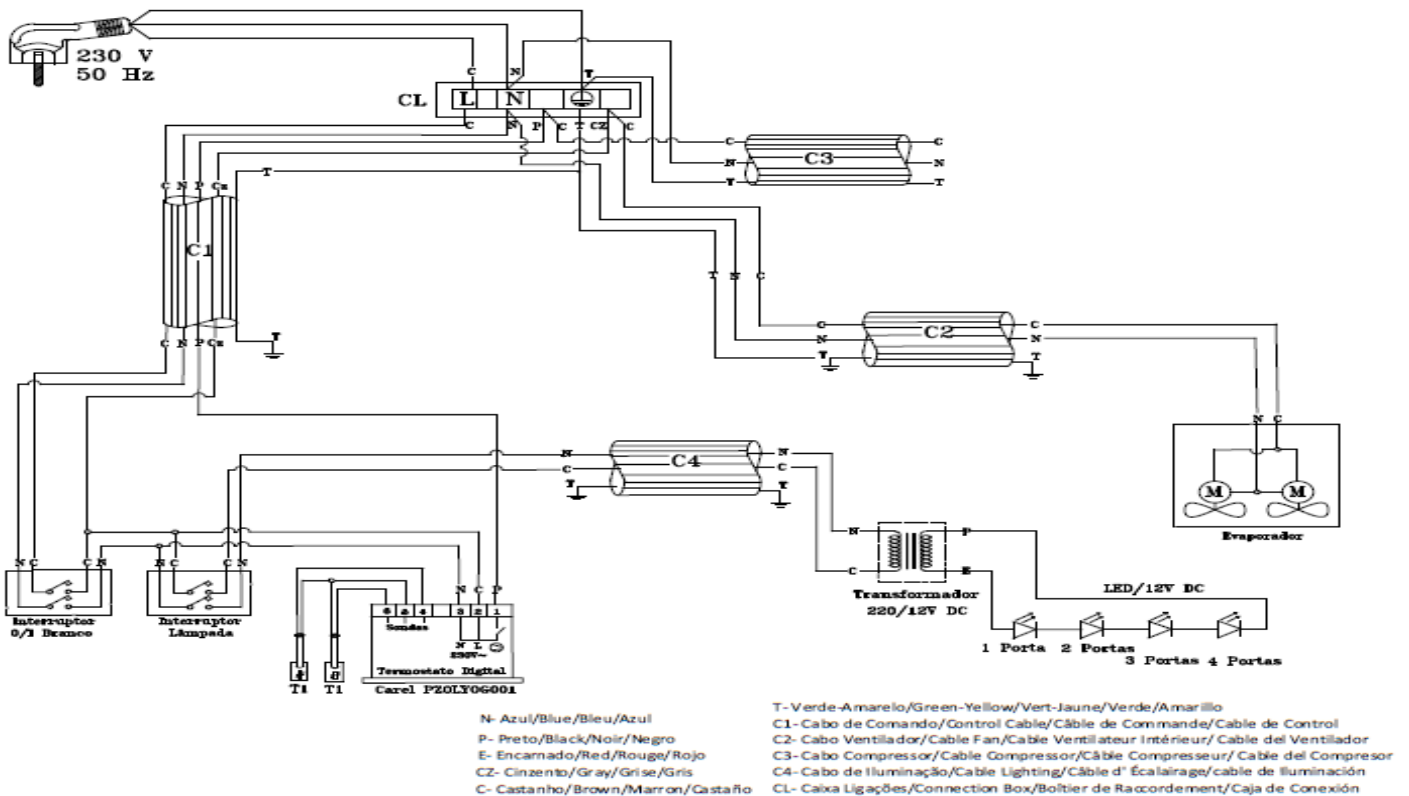 230 V
50 Hz
C N T
CL L N
C N P C T CZ C
C C3 C
N N
T T
T
C N P Cz
C1
T N C
C C2 C
N N
T T
T
C N P Cz
N C
N C4 N
C C
T T
M M
Evaporador
N P
C E
Transformador
220/12V DC
LED/12V DC
1 Porta 2 Portas
3 Portas 4 Portas
N C C N
N C C N
N C P
Interruptor
0/1 Branco
Interruptor
Lâmpada
6 5 4 3 2 1
Sondas
N L
230V~
Termostato Digital
T1 T1
Carel PZOLY0G001
N- Azul/Blue/Bleu/Azul
P- Preto/Black/Noir/Negro
E- Encarnado/Red/Rouge/Rojo
CZ- Cinzento/Gray/Grise/Gris
C- Castanho/Brown/Marron/Castaño
T- Verde-Amarelo/Green-Yellow/Vert-Jaune/Verde/Amarillo
C1- Cabo de Comando/Control Cable/Câble de Commande/Cable de Control
C2- Cabo Ventilador/Cable Fan/Cable Ventilateur Intérieur/ Cable del Ventilador
C3- Cabo Compressor/Cable Compressor/Câble Compresseur/ Cable del Compresor
C4- Cabo de Iluminação/Cable Lighting/Câble d' Écalairage/cable de Iluminación
CL- Caixa Ligações/Connection Box/Boîtier de Raccordement/Caja de Conexión